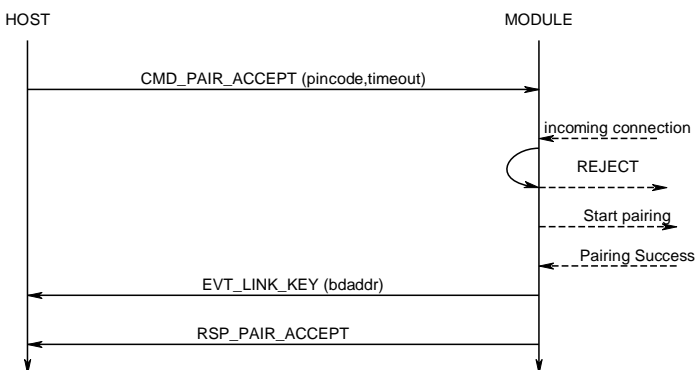 HOST
MODULE
CMD_PAIR_ACCEPT (pincode,timeout)
incoming connection
REJECT
Start pairing
Pairing Success
EVT_LINK_KEY (bdaddr)
RSP_PAIR_ACCEPT